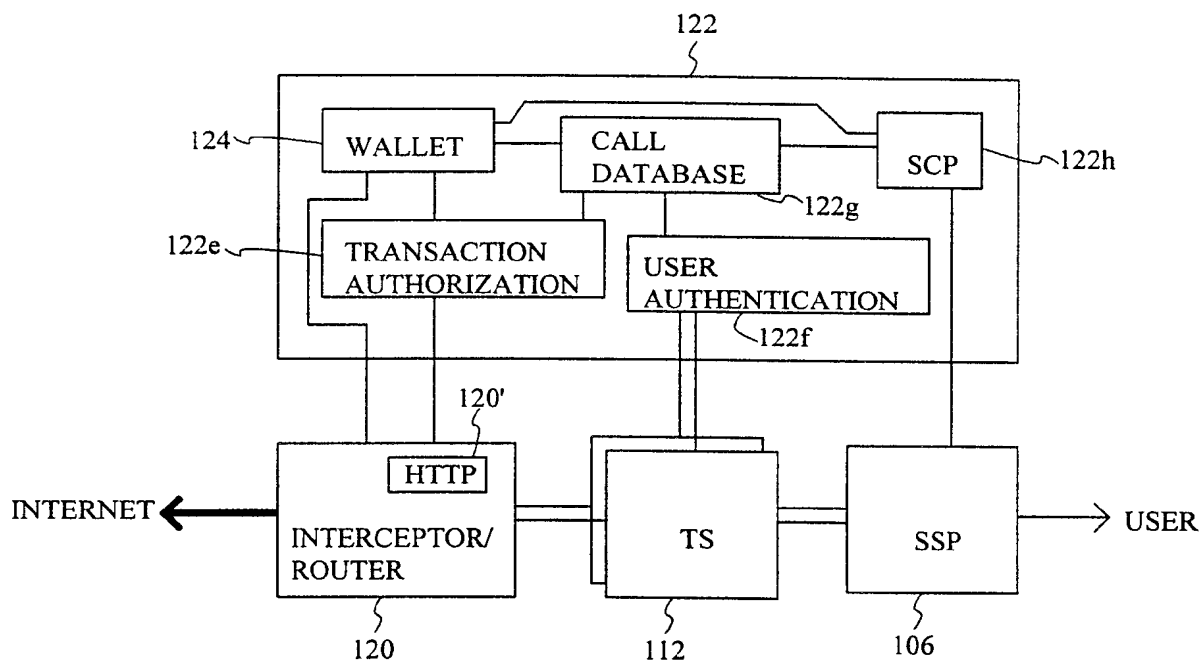 122
124
WALLET
CALL
DATABASE
SCP
122h
122g
122e
TRANSACTION
AUTHORIZATION
USER
AUTHENTICATION
122f
120'
HTTP
INTERNET
INTERCEPTOR/
ROUTER
TS
SSP
USER
120
112
106